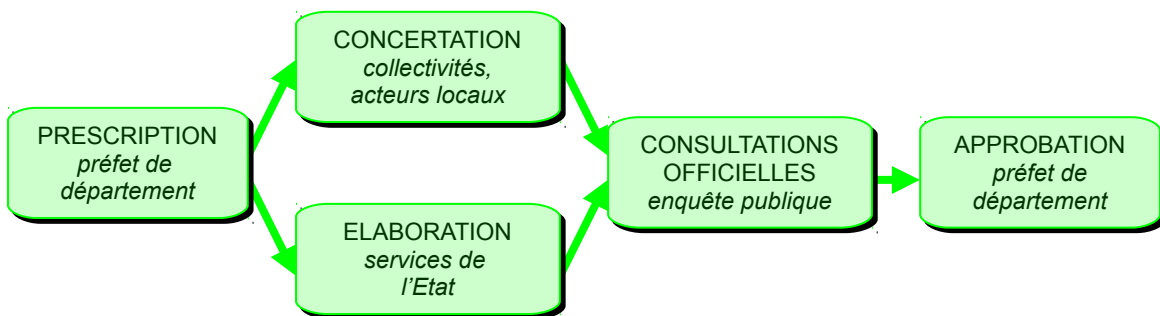 PRESCRIPTION
préfet de
département
CONCERTATION
collectivités,
acteurs locaux
ELABORATION
services de
l’Etat
CONSULTATIONS
OFFICIELLES
enquête publique
APPROBATION
préfet de
département